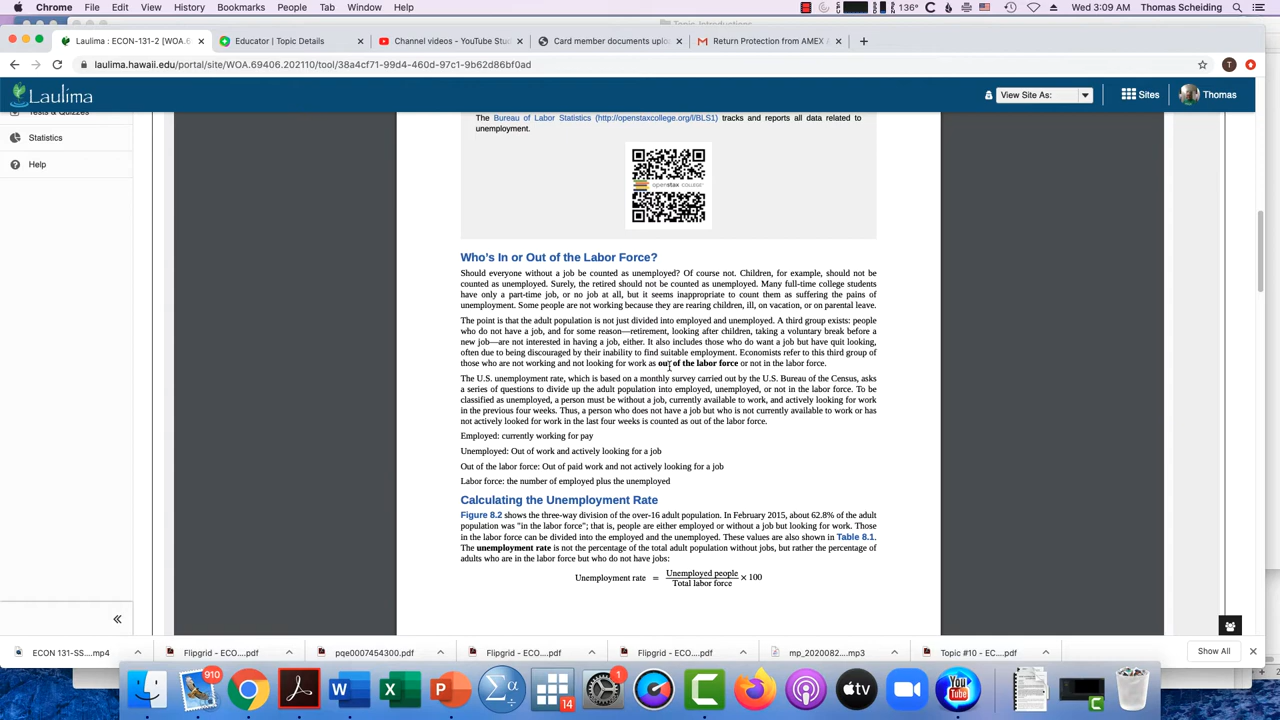 Chrome File Edit View History Bookmarks People Tab Window Help 136° Wed 3:09 AM Thomas Scheiding
Laulima : ECON-131-2 [WOA.6 Educator | Topic Details Channel videos - YouTube Stud Card member documents uplo Return Protection from AMEX /
laulima.hawaii.edu/portal/site/WOA.69406.202110/tool/38a4cf71-99d4-460d-97c1-9b62d86bf0ad
Laulima View Site As: Sites Thomas
Tests & Quizzes
Statistics
Help
The Bureau of Labor Statistics (http://openstaxcollege.org/l/BLS1) tracks and reports all data related to
unemployment.
openstax COLLEGE
Who's In or Out of the Labor Force?
Should everyone without a job be counted as unemployed? Of course not. Children, for example, should not be
counted as unemployed. Surely, the retired should not be counted as unemployed. Many full-time college students
have only a part-time job, or no job at all, but it seems inappropriate to count them as suffering the pains of
unemployment. Some people are not working because they are rearing children, ill, on vacation, or on parental leave.
The point is that the adult population is not just divided into employed and unemployed. A third group exists: people
who do not have a job, and for some reason—retirement, looking after children, taking a voluntary break before a
new job—are not interested in having a job, either. It also includes those who do want a job but have quit looking,
often due to being discouraged by their inability to find suitable employment. Economists refer to this third group of
those who are not working and not looking for work as out of the labor force or not in the labor force.
The U.S. unemployment rate, which is based on a monthly survey carried out by the U.S. Bureau of the Census, asks
a series of questions to divide up the adult population into employed, unemployed, or not in the labor force. To be
classified as unemployed, a person must be without a job, currently available to work, and actively looking for work
in the previous four weeks. Thus, a person who does not have a job but who is not currently available to work or has
not actively looked for work in the last four weeks is counted as out of the labor force.
Employed: currently working for pay
Unemployed: Out of work and actively looking for a job
Out of the labor force: Out of paid work and not actively looking for a job
Labor force: the number of employed plus the unemployed
Calculating the Unemployment Rate
Figure 8.2 shows the three-way division of the over-16 adult population. In February 2015, about 62.8% of the adult
population was "in the labor force"; that is, people are either employed or without a job but looking for work. Those
in the labor force can be divided into the employed and the unemployed. These values are also shown in Table 8.1.
The unemployment rate is not the percentage of the total adult population without jobs, but rather the percentage of
adults who are in the labor force but who do not have jobs:
Unemployment rate = Unemployed people / Total labor force × 100
ECON 131-SS....mp4 Flipgrid - ECO....pdf pqe0007454300.pdf Flipgrid - ECO....pdf Flipgrid - ECO....pdf mp_2020082....mp3 Topic #10 - EC....pdf Show All
910 14 1 tv You Tube